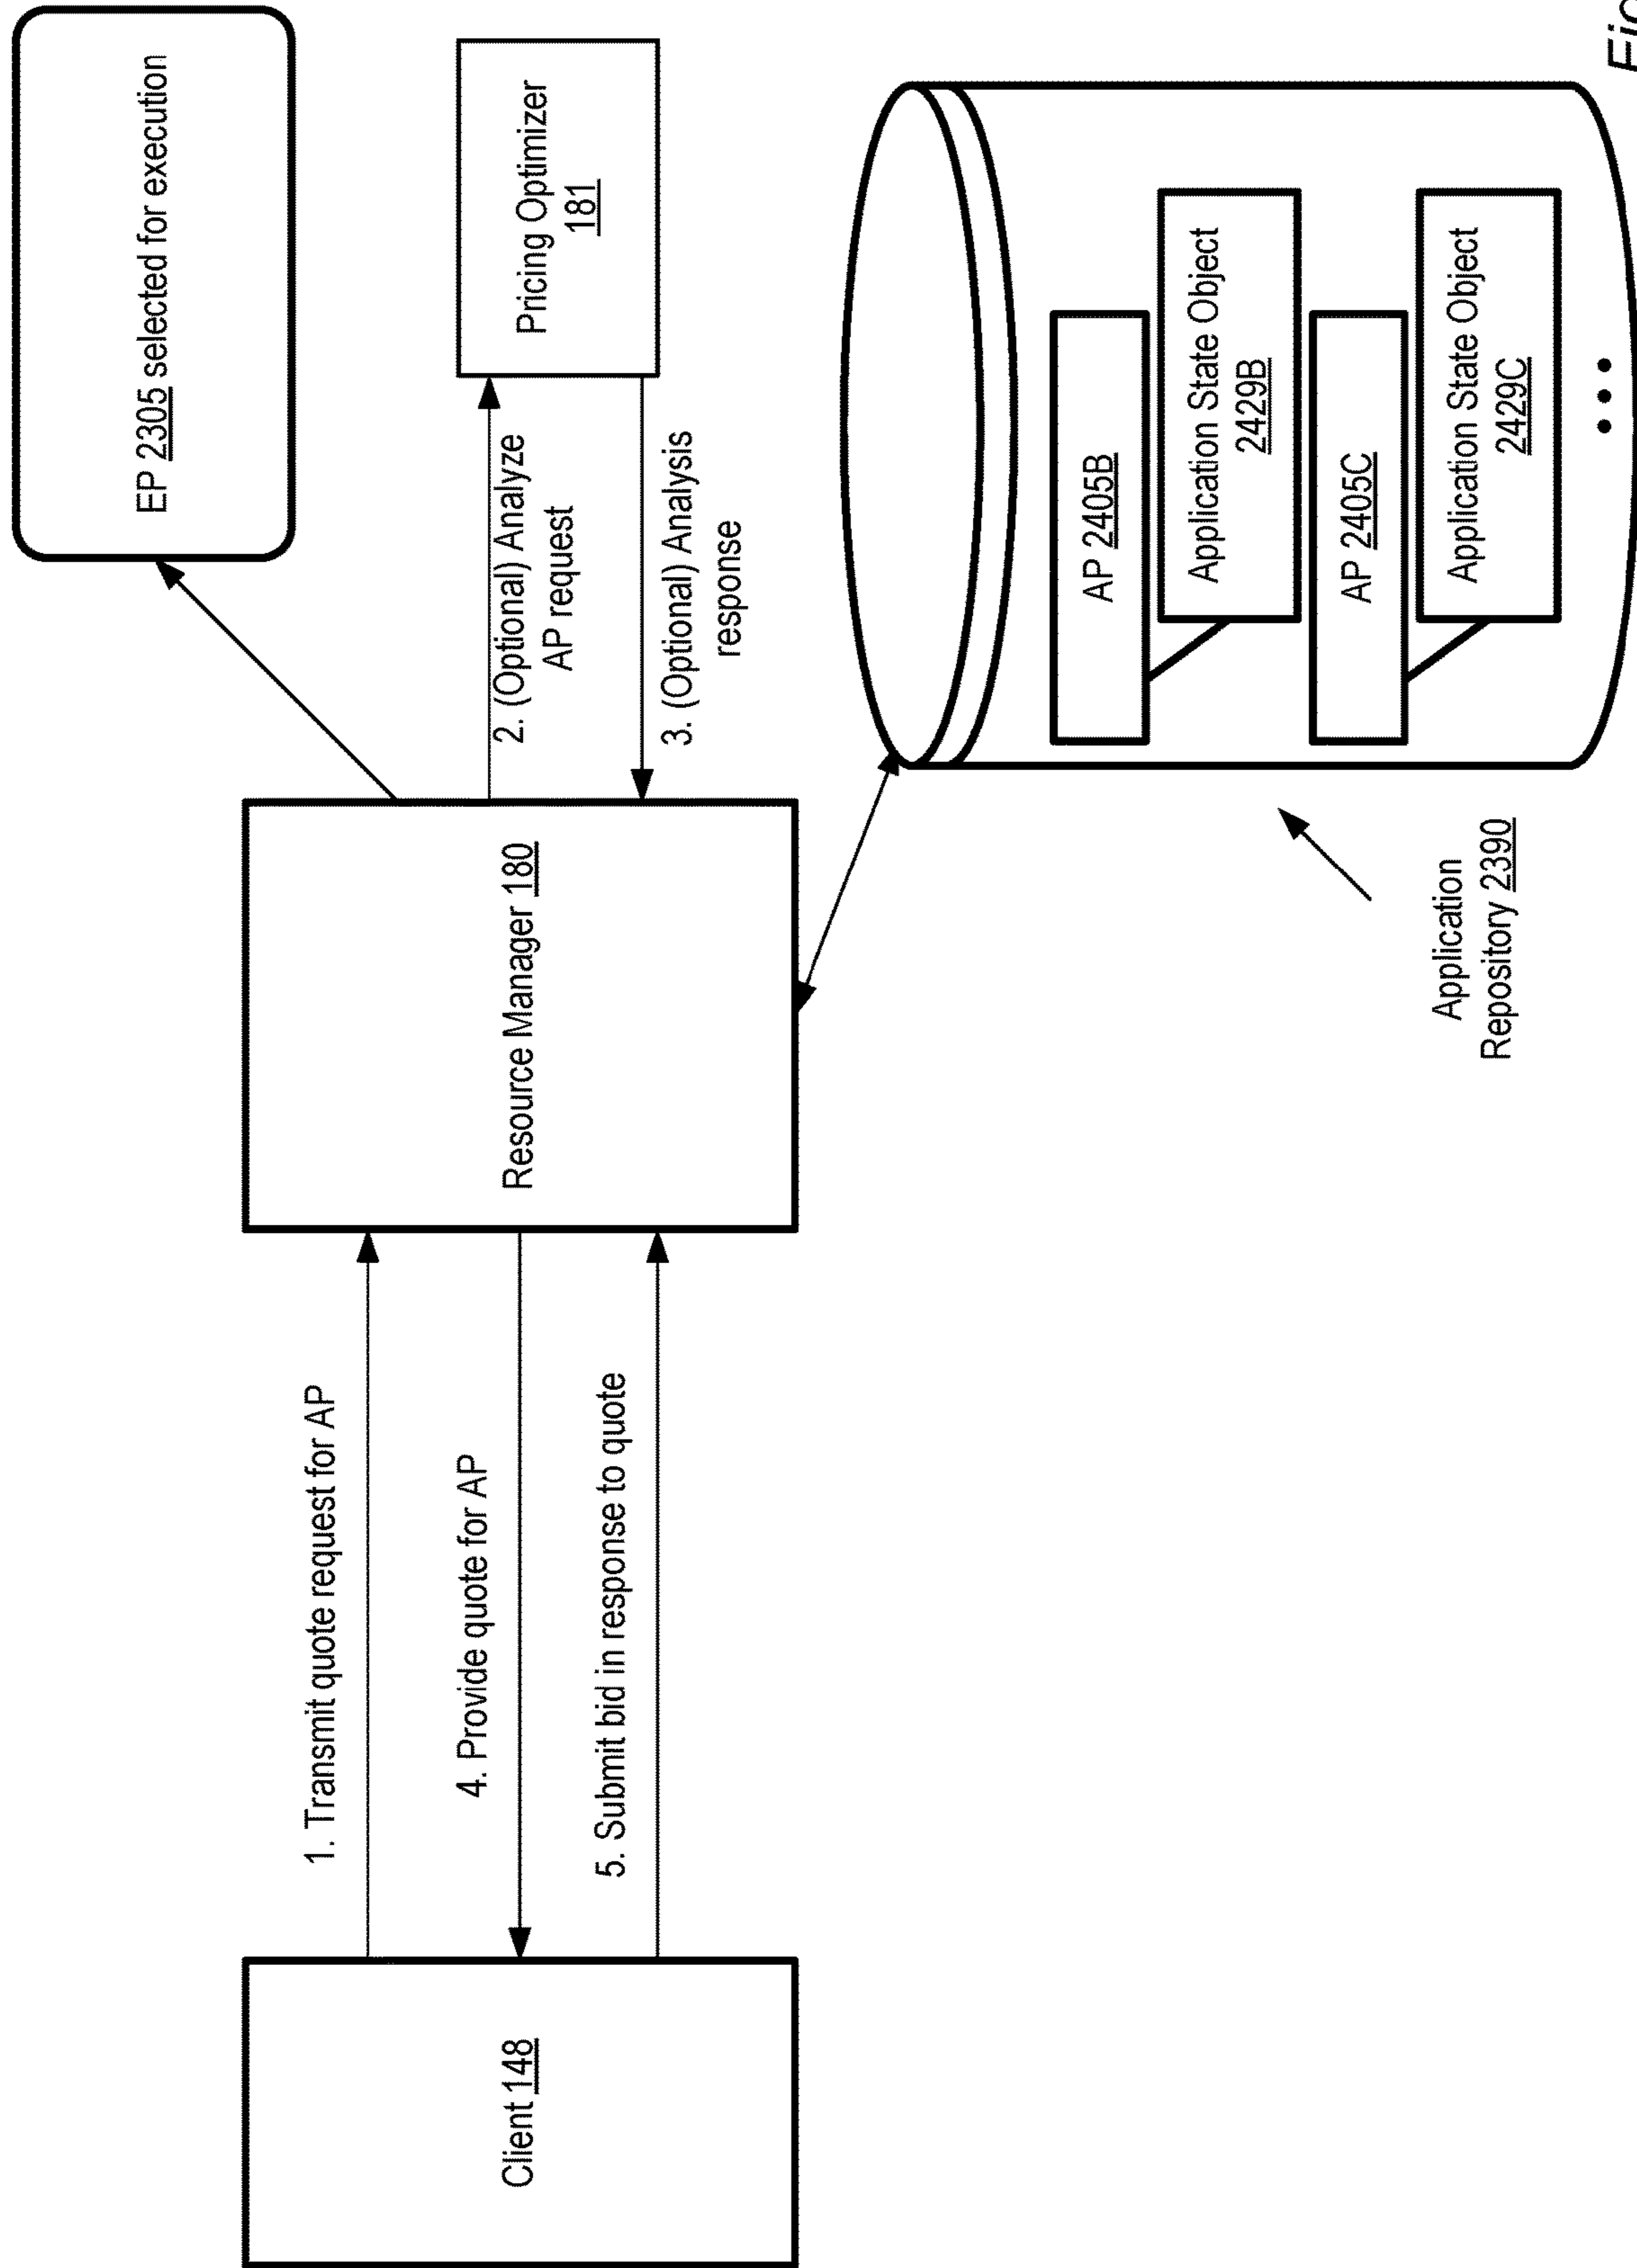 EP 2305 selected for execution
1. Transmit quote request for AP
4. Provide quote for AP
5. Submit bid in response to quote
Client 148
Resource Manager 180
2. (Optional) Analyze
AP request
3. (Optional) Analysis
response
Pricing Optimizer
181
Application
Repository 2390
AP 2405B
Application State Object
2429B
AP 2405C
Application State Object
2429C